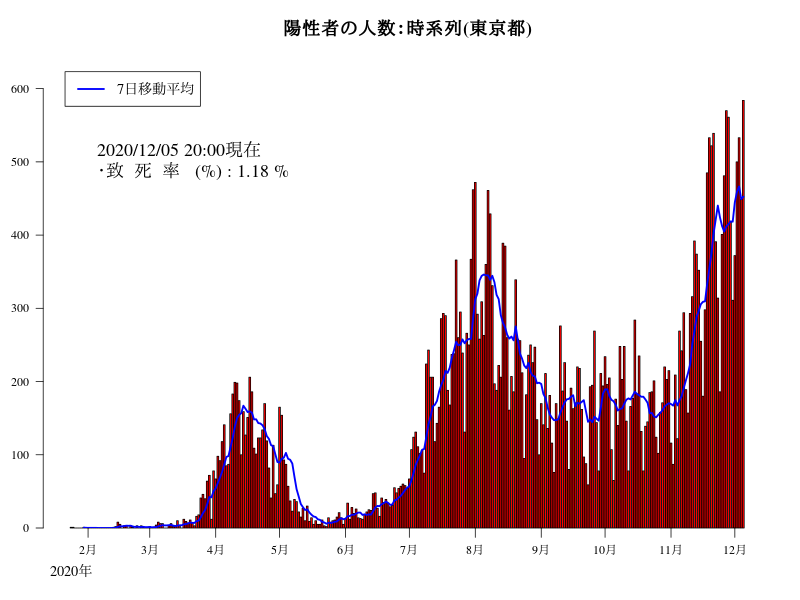 陽性者の人数：時系列(東京都)
7日移動平均
2020/12/05 20:00現在
・致 死 率 (%) : 1.18 %
600
500
400
300
200
100
0
2月 3月 4月 5月 6月 7月 8月 9月 10月 11月 12月
2020年